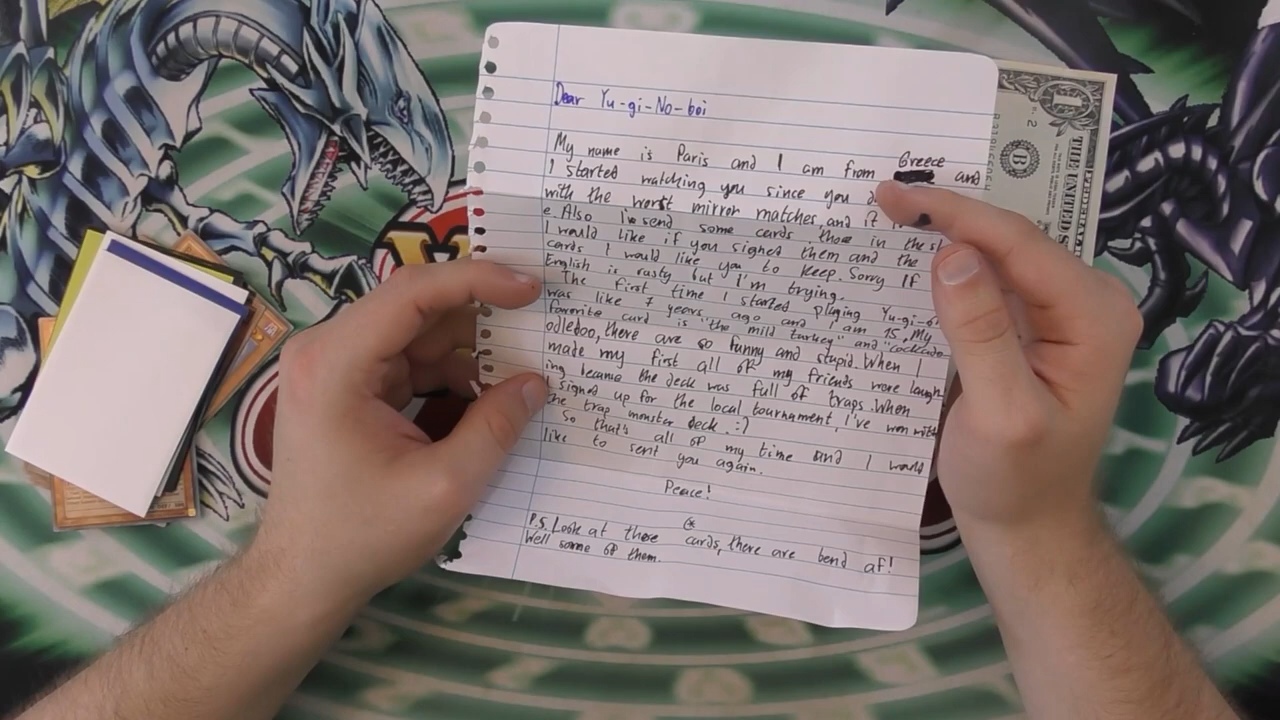 Dear Yu-gi-No-boi
My name is Paris and I am from Greece and
I started watching you since you
with the worst mirror matches, and it
e. Also I've send some cards those in the
I would like if you signed them and the
cards I would like you to keep. Sorry If
English is rusty but I'm trying.
The first time I started playing Yu-gi-o
was like 7 years ago and I am 15. My
favorite card is "the mild turkey" and "cockado
odledoo, there are so funny and stupid. When I
made my first all of my friends were laugh
ing became the deck was full of traps. When
I signed up for the local tournament, I've won with
the trap monster deck. :)
So that's all of my time and I would
like to sent you again.
Peace!
P.S. Look at those cards, there are bend af!
Well some of them.
1
2
B
THE UNITED